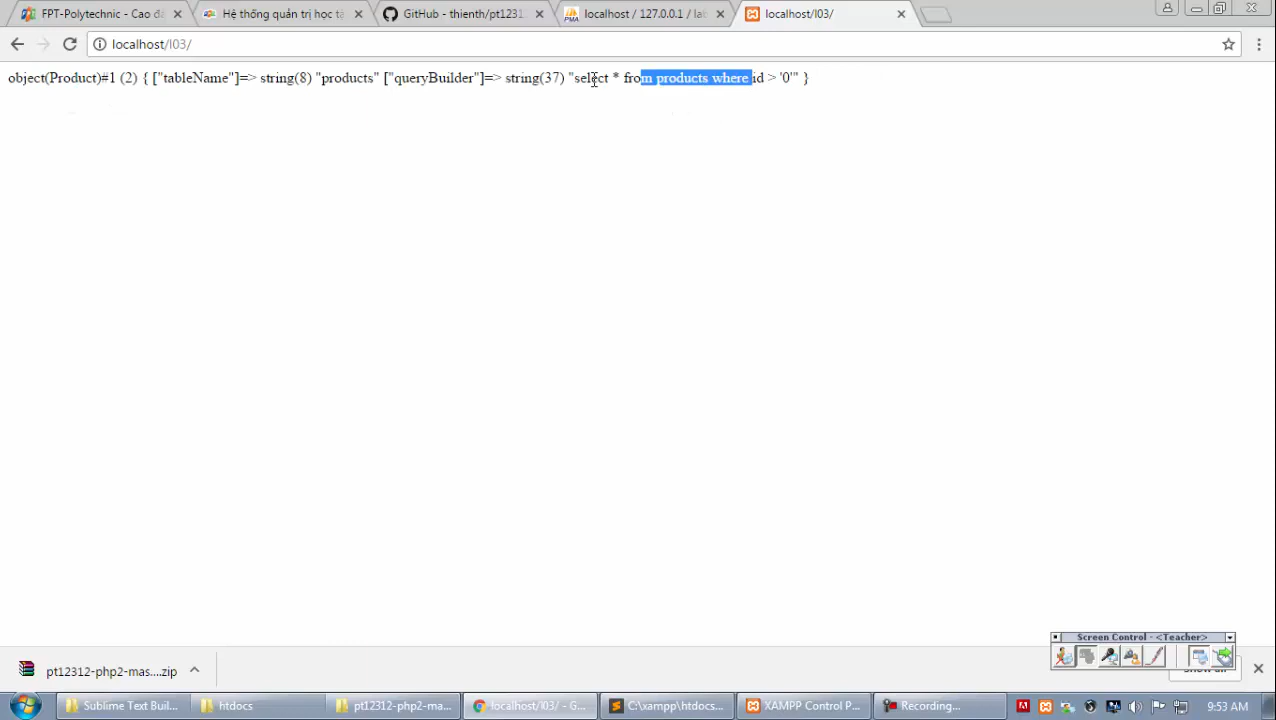 FPT-Polytechnic - Cao đẳ
Hệ thống quản trị học tậ
GitHub - thienth/pt1231
localhost / 127.0.0.1 / la
localhost/l03/
localhost/l03/
object(Product)#1 (2) { ["tableName"]=> string(8) "products" ["queryBuilder"]=> string(37) "select * from products where id > '0'" }
Screen Control - <Teacher>
pt12312-php2-mas....zip
Sublime Text Buil...
htdocs
pt12312-php2-ma...
localhost/l03/ - G...
C:\xampp\htdocs...
XAMPP Control P...
Recording...
9:53 AM